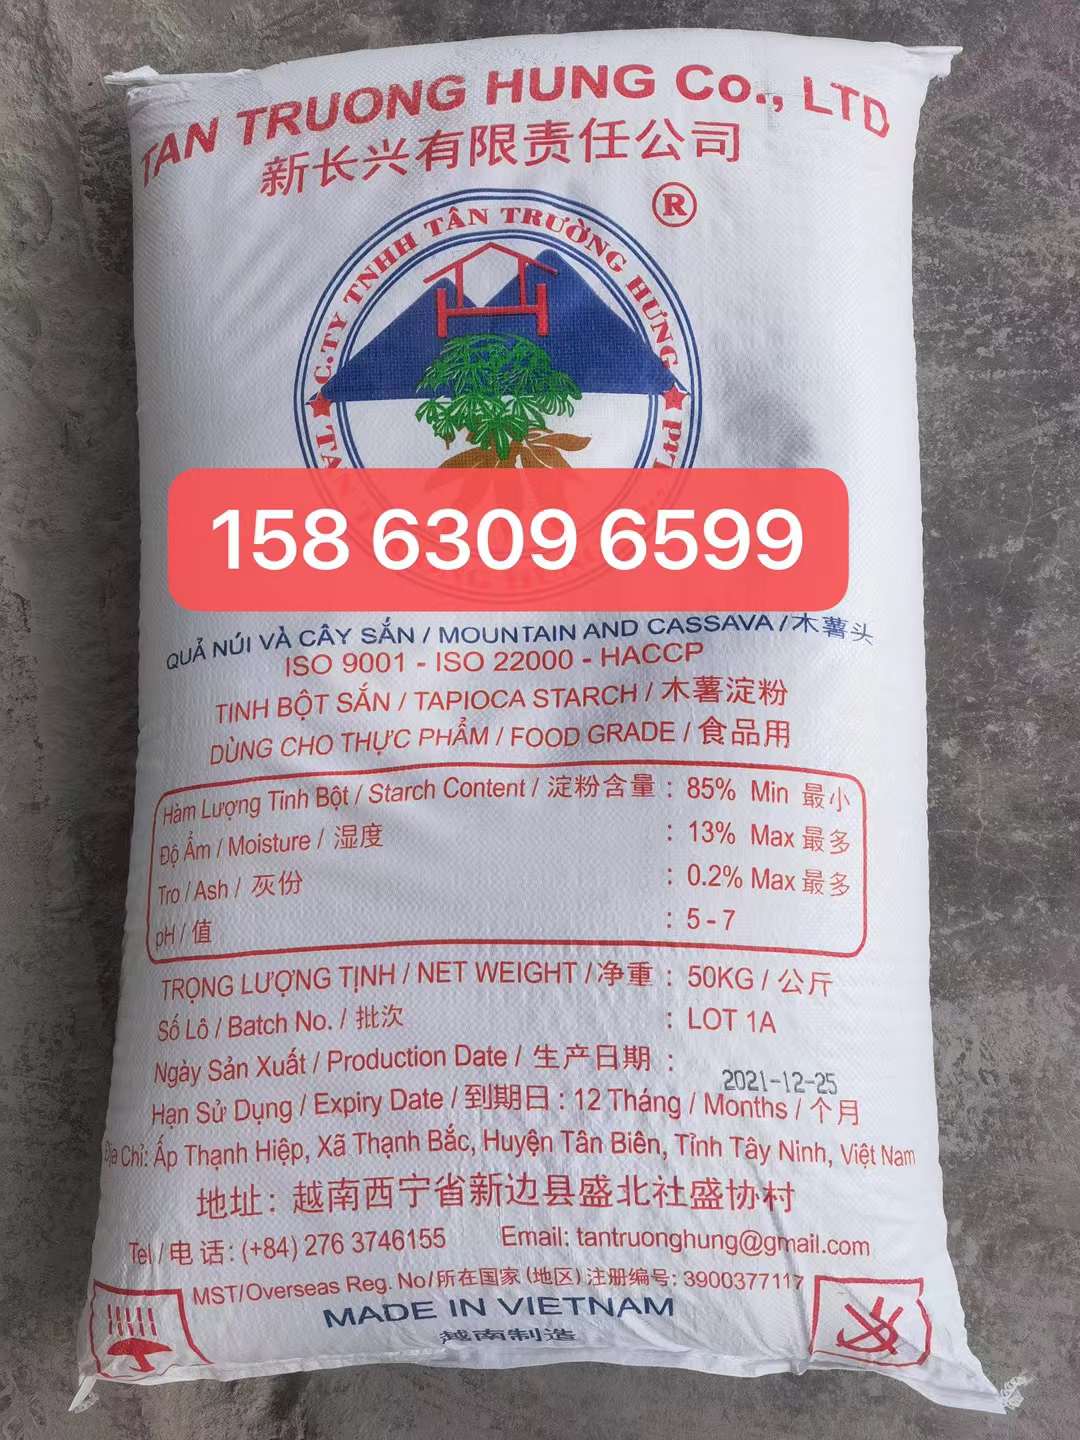 TAN TRUONG HUNG Co., LTD
新长兴有限责任公司
®
C.TY TNHH TÂN TRƯỜNG HƯNG
158 6309 6599
QUẢ NÚI VÀ CÂY SẮN / MOUNTAIN AND CASSAVA / 木薯头
ISO 9001 - ISO 22000 - HACCP
TINH BỘT SẮN / TAPIOCA STARCH / 木薯淀粉
DÙNG CHO THỰC PHẨM / FOOD GRADE / 食品用
Hàm Lượng Tinh Bột / Starch Content / 淀粉含量 : 85% Min 最小
Độ Ẩm / Moisture / 湿度 : 13% Max 最多
Tro / Ash / 灰份 : 0.2% Max 最多
pH / 值 : 5 - 7
TRỌNG LƯỢNG TỊNH / NET WEIGHT / 净重 : 50KG / 公斤
Số Lô / Batch No. / 批次 : LOT 1A
Ngày Sản Xuất / Production Date / 生产日期 :
2021-12-25
Hạn Sử Dụng / Expiry Date / 到期日 : 12 Tháng / Months / 个月
Địa Chỉ: Ấp Thạnh Hiệp, Xã Thạnh Bắc, Huyện Tân Biên, Tỉnh Tây Ninh, Việt Nam
地址: 越南西宁省新边县盛北社盛协村
Tel / 电 话: (+84) 276 3746155 Email: tantruonghung@gmail.com
MST/Overseas Reg. No/所在国家 (地区) 注册编号: 3900377117
MADE IN VIETNAM
越南制造